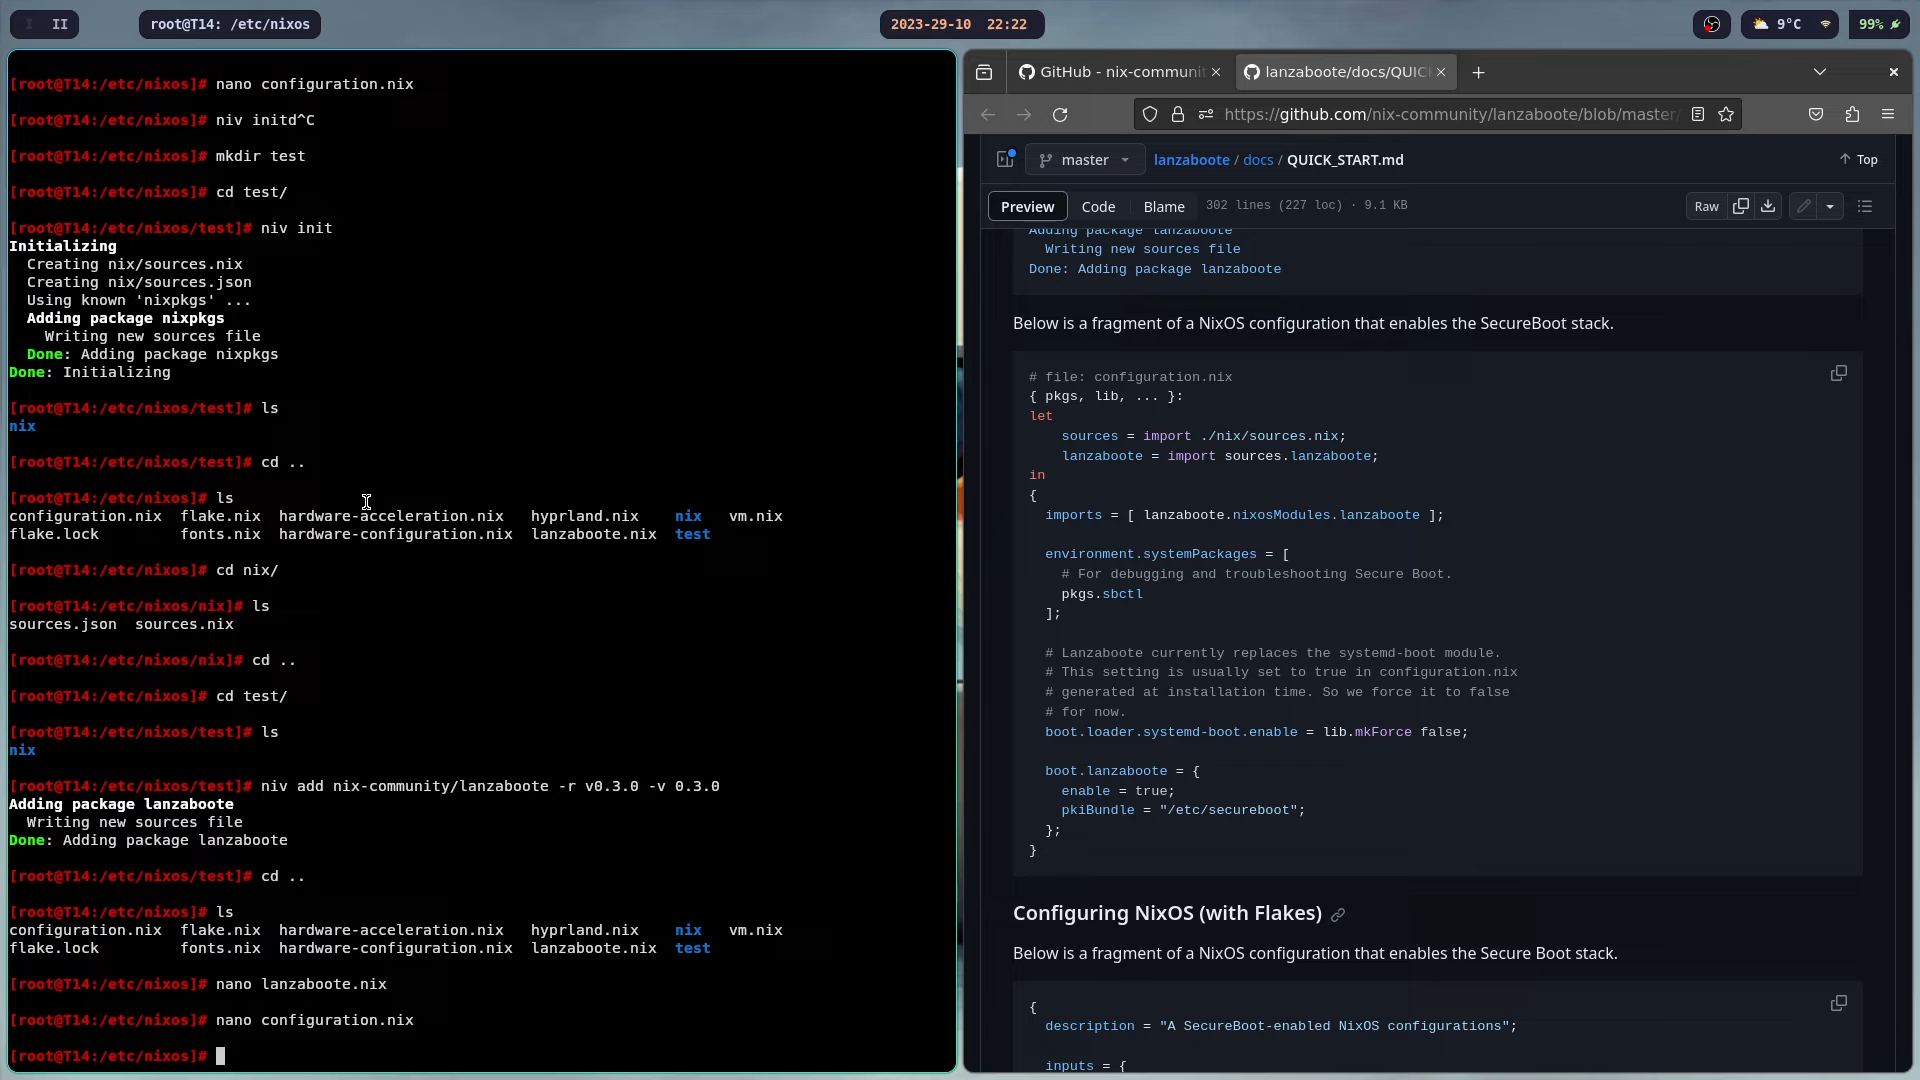 I II
root@T14: /etc/nixos
2023-29-10 22:22
9°C
99%
[root@T14:/etc/nixos]# nano configuration.nix
[root@T14:/etc/nixos]# niv initd^C
[root@T14:/etc/nixos]# mkdir test
[root@T14:/etc/nixos]# cd test/
[root@T14:/etc/nixos/test]# niv init
Initializing
  Creating nix/sources.nix
  Creating nix/sources.json
  Using known 'nixpkgs' ...
  Adding package nixpkgs
    Writing new sources file
  Done: Adding package nixpkgs
Done: Initializing
[root@T14:/etc/nixos/test]# ls
nix
[root@T14:/etc/nixos/test]# cd ..
[root@T14:/etc/nixos]# ls
configuration.nix  flake.nix  hardware-acceleration.nix   hyprland.nix    nix   vm.nix
flake.lock         fonts.nix  hardware-configuration.nix  lanzaboote.nix  test
[root@T14:/etc/nixos]# cd nix/
[root@T14:/etc/nixos/nix]# ls
sources.json  sources.nix
[root@T14:/etc/nixos/nix]# cd ..
[root@T14:/etc/nixos]# cd test/
[root@T14:/etc/nixos/test]# ls
nix
[root@T14:/etc/nixos/test]# niv add nix-community/lanzaboote -r v0.3.0 -v 0.3.0
Adding package lanzaboote
  Writing new sources file
Done: Adding package lanzaboote
[root@T14:/etc/nixos/test]# cd ..
[root@T14:/etc/nixos]# ls
configuration.nix  flake.nix  hardware-acceleration.nix   hyprland.nix    nix   vm.nix
flake.lock         fonts.nix  hardware-configuration.nix  lanzaboote.nix  test
[root@T14:/etc/nixos]# nano lanzaboote.nix
[root@T14:/etc/nixos]# nano configuration.nix
[root@T14:/etc/nixos]#
GitHub - nix-communit
lanzaboote/docs/QUIC
https://github.com/nix-community/lanzaboote/blob/master/
master
lanzaboote / docs / QUICK_START.md
Top
Preview Code Blame 302 lines (227 loc) · 9.1 KB Raw
Adding package lanzaboote
  Writing new sources file
Done: Adding package lanzaboote
Below is a fragment of a NixOS configuration that enables the SecureBoot stack.
# file: configuration.nix
{ pkgs, lib, ... }:
let
    sources = import ./nix/sources.nix;
    lanzaboote = import sources.lanzaboote;
in
{
  imports = [ lanzaboote.nixosModules.lanzaboote ];
  environment.systemPackages = [
    # For debugging and troubleshooting Secure Boot.
    pkgs.sbctl
  ];
  # Lanzaboote currently replaces the systemd-boot module.
  # This setting is usually set to true in configuration.nix
  # generated at installation time. So we force it to false
  # for now.
  boot.loader.systemd-boot.enable = lib.mkForce false;
  boot.lanzaboote = {
    enable = true;
    pkiBundle = "/etc/secureboot";
  };
}
Configuring NixOS (with Flakes)
Below is a fragment of a NixOS configuration that enables the Secure Boot stack.
{
  description = "A SecureBoot-enabled NixOS configurations";
  inputs = {